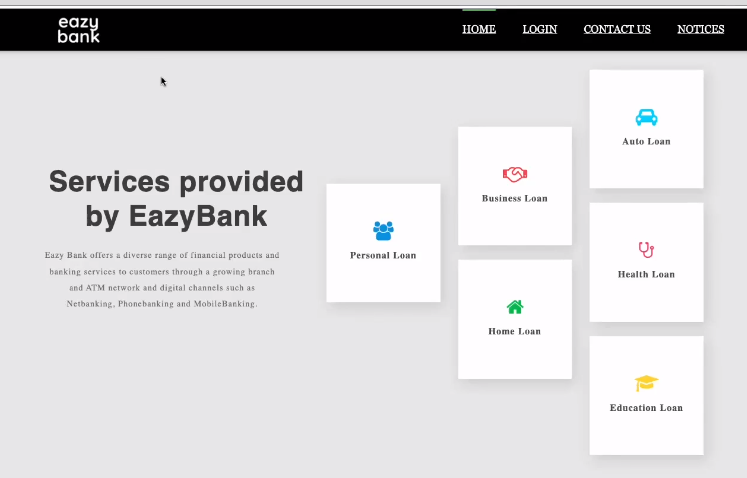 eazy
bank
HOME LOGIN CONTACT US NOTICES
Services provided
by EazyBank
Eazy Bank offers a diverse range of financial products and
banking services to customers through a growing branch
and ATM network and digital channels such as
Netbanking, Phonebanking and MobileBanking.
Personal Loan
Business Loan
Home Loan
Auto Loan
Health Loan
Education Loan